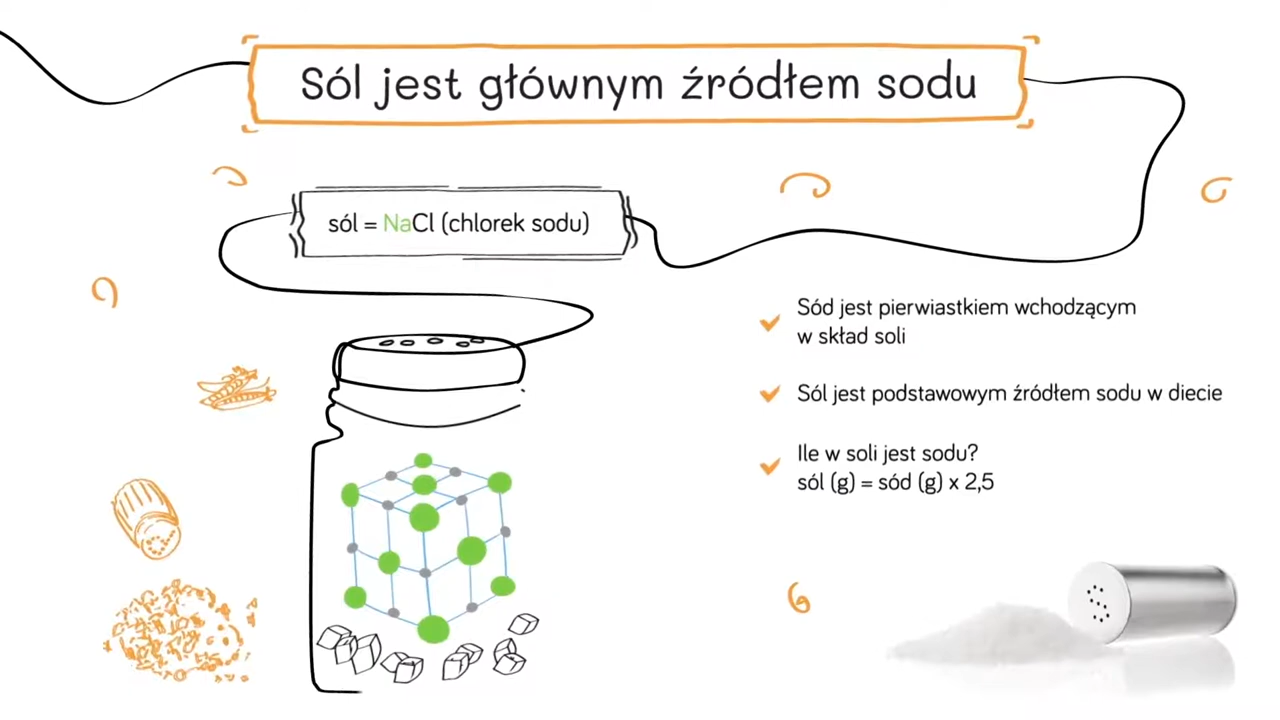 Sól jest głównym źródłem sodu
sól = NaCl (chlorek sodu)
Sód jest pierwiastkiem wchodzącym
w skład soli
Sól jest podstawowym źródłem sodu w diecie
Ile w soli jest sodu?
sól (g) = sód (g) x 2,5